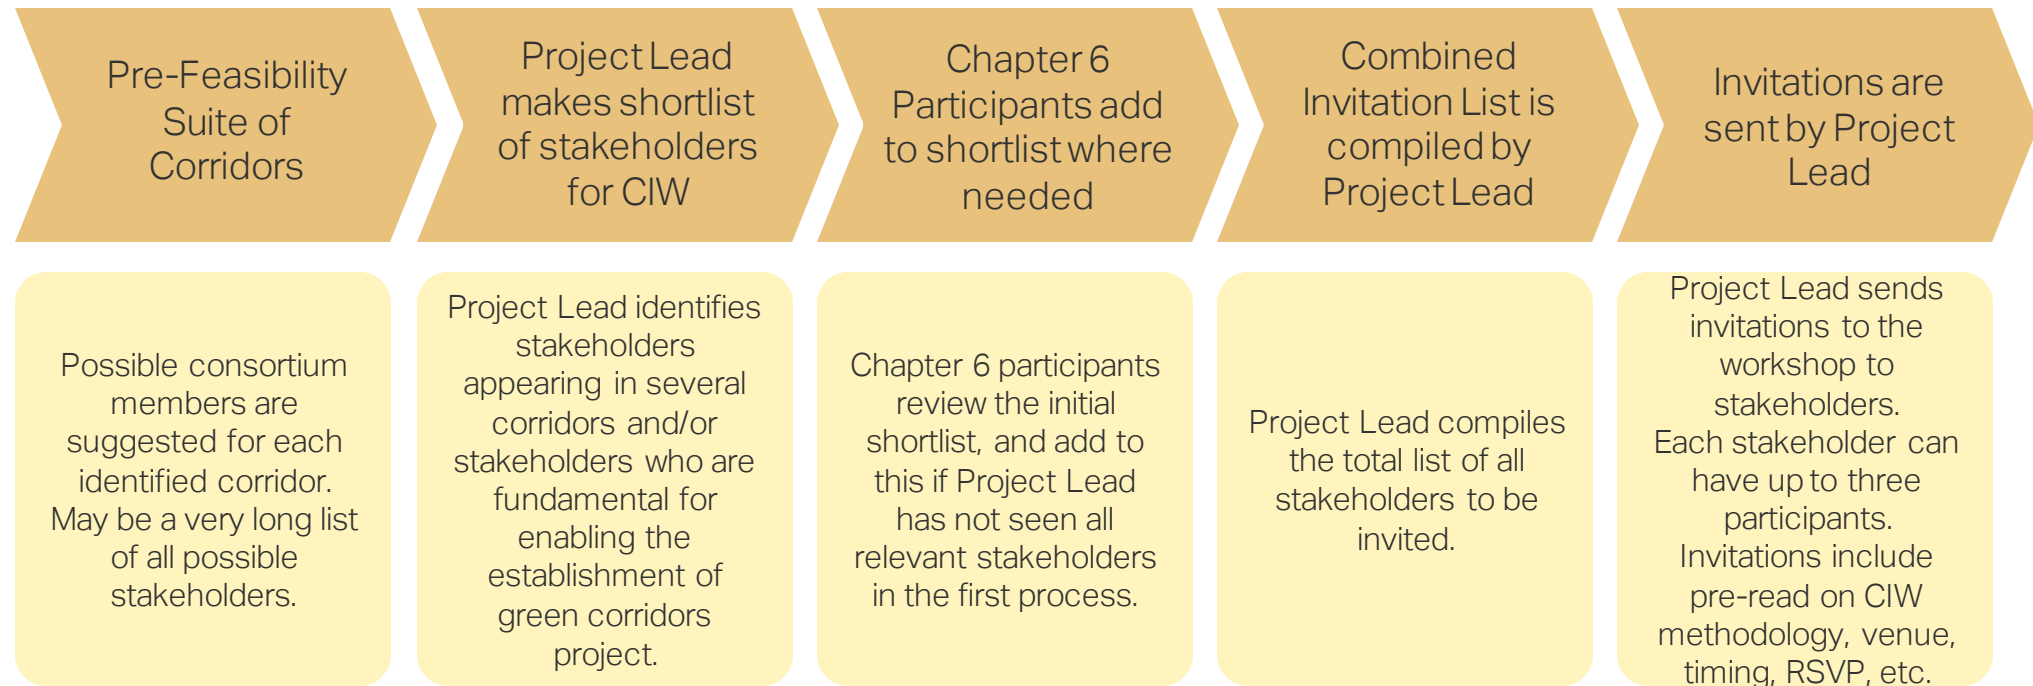 Pre-Feasibility
Suite of
Corridors
Project Lead
makes shortlist
of stakeholders
for CIW
Chapter 6
Participants add
to shortlist where
needed
Combined
Invitation List is
compiled by
Project Lead
Invitations are
sent by Project
Lead
Possible consortium
members are
suggested for each
identified corridor.
May be a very long list
of all possible
stakeholders.
Project Lead identifies
stakeholders
appearing in several
corridors and/or
stakeholders who are
fundamental for
enabling the
establishment of
green corridors
project.
Chapter 6 participants
review the initial
shortlist, and add to
this if Project Lead
has not seen all
relevant stakeholders
in the first process.
Project Lead compiles
the total list of all
stakeholders to be
invited.
Project Lead sends
invitations to the
workshop to
stakeholders.
Each stakeholder can
have up to three
participants.
Invitations include
pre-read on CIW
methodology, venue,
timing, RSVP, etc.